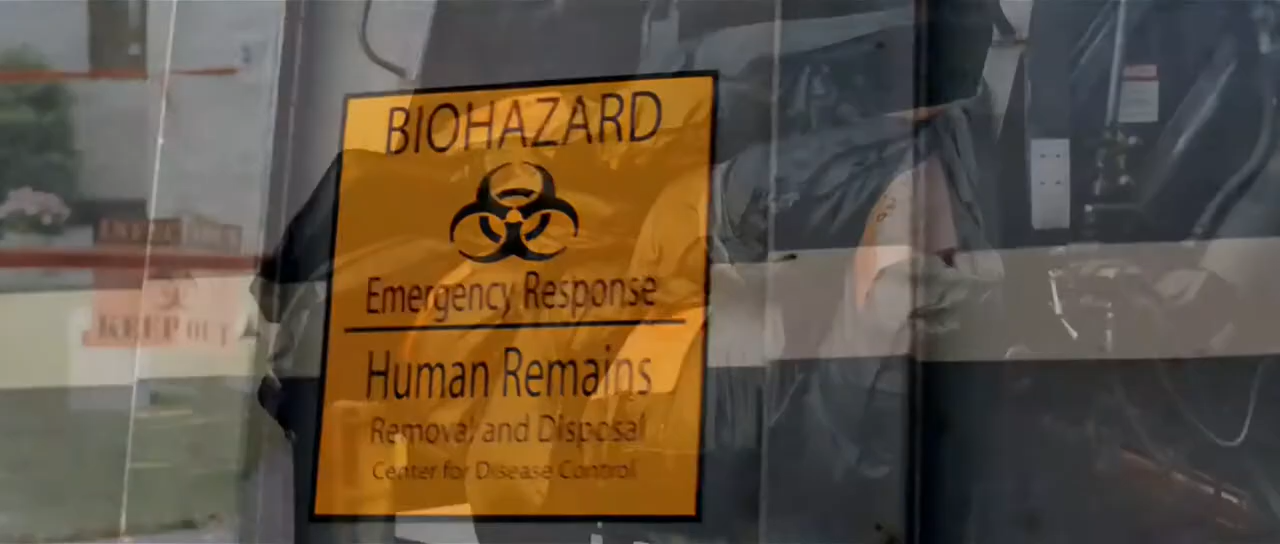 BIOHAZARD
Emergency Response
Human Remains
Removal and Disposal
Center for Disease Control
KEEP OUT